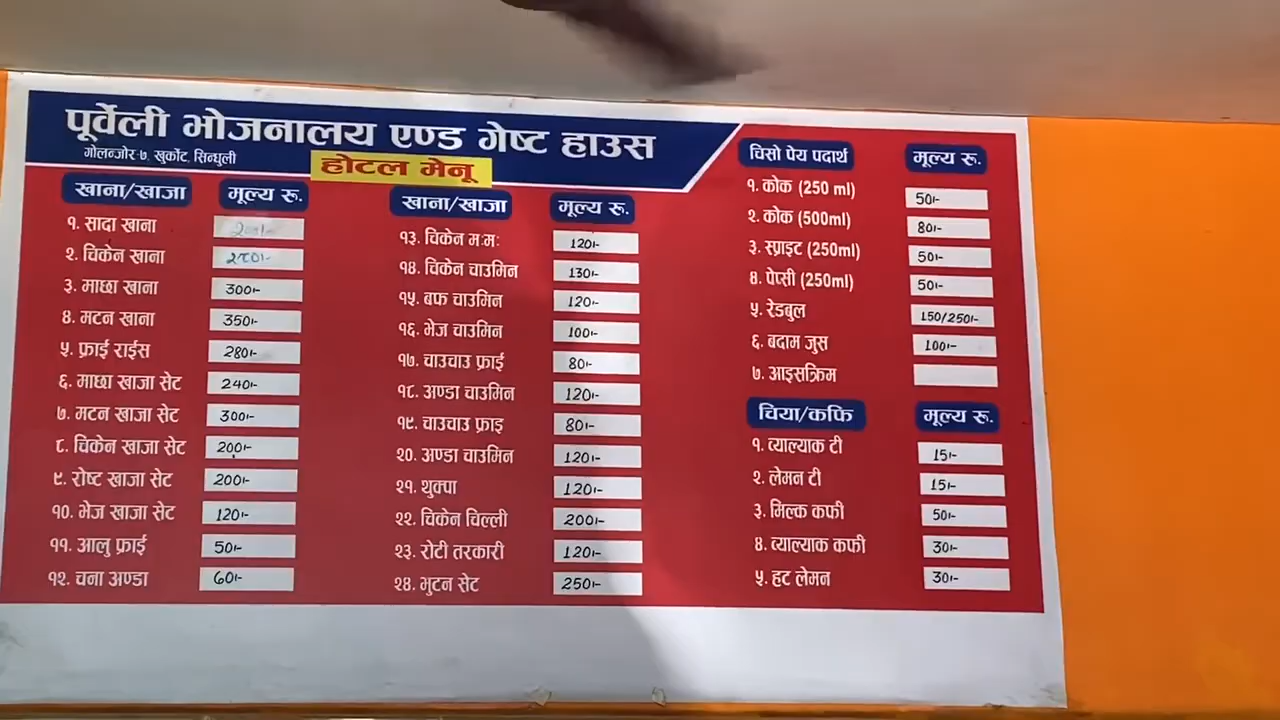 पूर्वेली भोजनालय एण्ड गेष्ट हाउस
गोलन्जोर-७, खुर्कोट, सिन्धुली
होटल मेनू
खाना/खाजा मूल्य रु.
१. सादा खाना
२. चिकेन खाना
३. माछा खाना 300/-
४. मटन खाना 350/-
५. फ्राई राईस 280/-
६. माछा खाजा सेट 240/-
७. मटन खाजा सेट 300/-
८. चिकेन खाजा सेट 200/-
९. रोष्ट खाजा सेट 200/-
१०. भेज खाजा सेट 120/-
११. आलु फ्राई 50/-
१२. चना अण्डा 60/-
खाना/खाजा मूल्य रु.
१३. चिकेन म:म: 120/-
१४. चिकेन चाउमिन 130/-
१५. बफ चाउमिन 120/-
१६. भेज चाउमिन 100/-
१७. चाउचाउ फ्राई 80/-
१८. अण्डा चाउमिन 120/-
१९. चाउचाउ फ्राइ 80/-
२०. अण्डा चाउमिन 120/-
२१. थुक्पा 120/-
२२. चिकेन चिल्ली 200/-
२३. रोटी तरकारी 120/-
२४. भुटन सेट 250/-
चिसो पेय पदार्थ मूल्य रु.
१. कोक (250 ml) 50/-
२. कोक (500ml) 80/-
३. स्प्राइट (250ml) 50/-
४. पेप्सी (250ml) 50/-
५. रेडबुल 150/250/-
६. बदाम जुस 100/-
७. आइसक्रिम
चिया/कफि मूल्य रु.
१. व्याल्याक टी 15/-
२. लेमन टी 15/-
३. मिल्क कफी 50/-
४. व्याल्याक कफी 30/-
५. हट लेमन 30/-